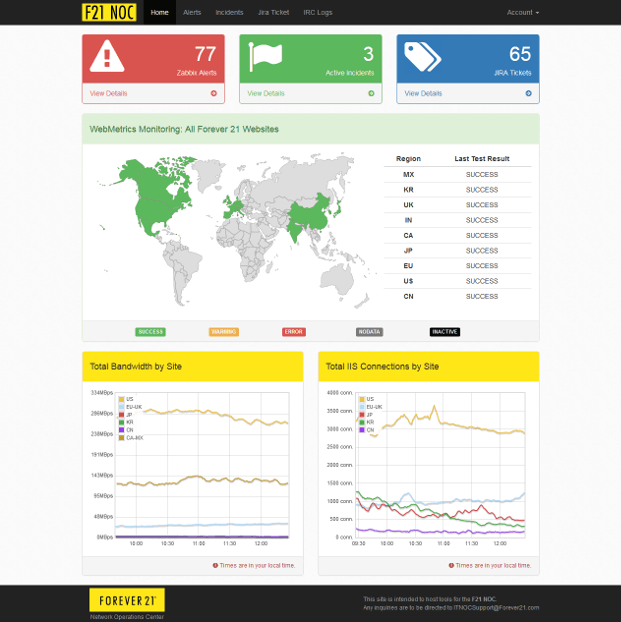 F21 NOC Home Alerts Incidents Jira Ticket IRC Logs Account
77
Zabbix Alerts
View Details
3
Active Incidents
View Details
65
JIRA Tickets
View Details
WebMetrics Monitoring: All Forever 21 Websites
Region Last Test Result
MX SUCCESS
KR SUCCESS
UK SUCCESS
IN SUCCESS
CA SUCCESS
JP SUCCESS
EU SUCCESS
US SUCCESS
CN SUCCESS
SUCCESS WARNING ERROR NODATA INACTIVE
Total Bandwidth by Site
334MBps
286MBps
238MBps
191MBps
143MBps
95MBps
48MBps
0MBps
US
EU-UK
JP
KR
CN
CA-MX
10:00 10:30 11:00 11:30 12:00
Times are in your local time.
Total IIS Connections by Site
4000 conn.
3500 conn.
3000 conn.
2500 conn.
2000 conn.
1500 conn.
1000 conn.
500 conn.
0 conn.
US
EU-UK
JP
KR
CN
09:30 10:00 10:30 11:00 11:30 12:00
Times are in your local time.
FOREVER 21
Network Operations Center
This site is intended to host tools for the F21 NOC.
Any inquiries are to be directed to ITNOCSupport@Forever21.com